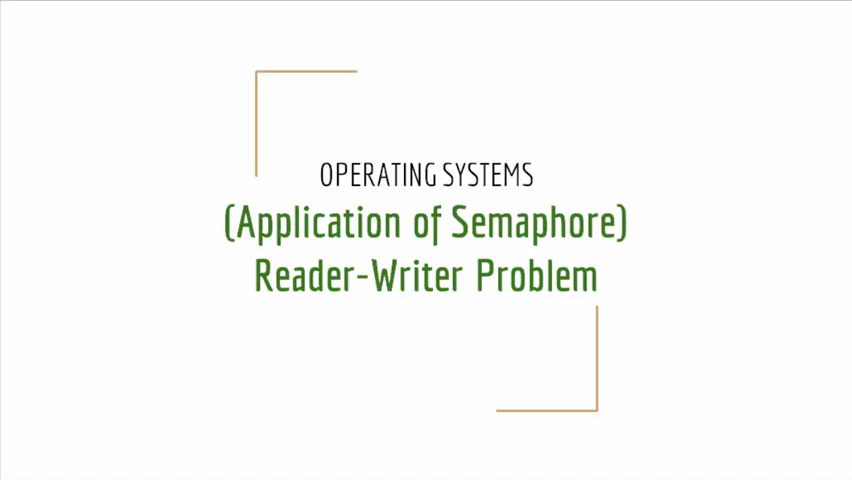 OPERATING SYSTEMS
(Application of Semaphore)
Reader-Writer Problem